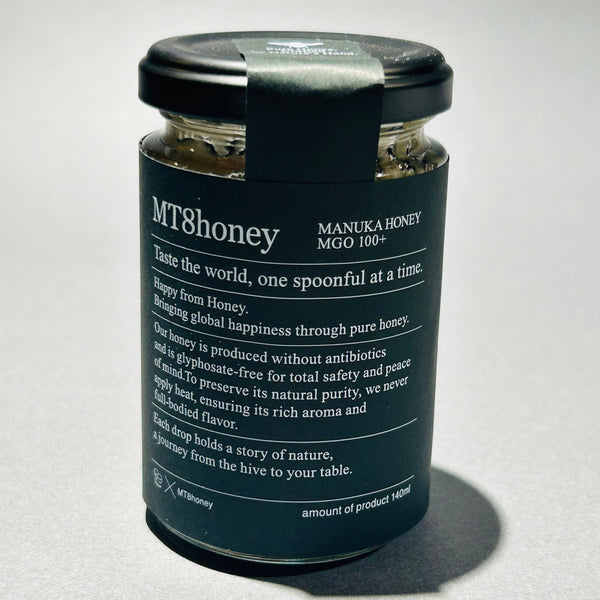 MT8honey
MANUKA HONEY
MGO 100+
Taste the world, one spoonful at a time.
Happy from Honey.
Bringing global happiness through pure honey.
Our honey is produced without antibiotics
and is glyphosate-free for total safety and peace
of mind.To preserve its natural purity, we never
apply heat, ensuring its rich aroma and
full-bodied flavor.
Each drop holds a story of nature,
a journey from the hive to your table.
MT8honey
amount of product 140ml